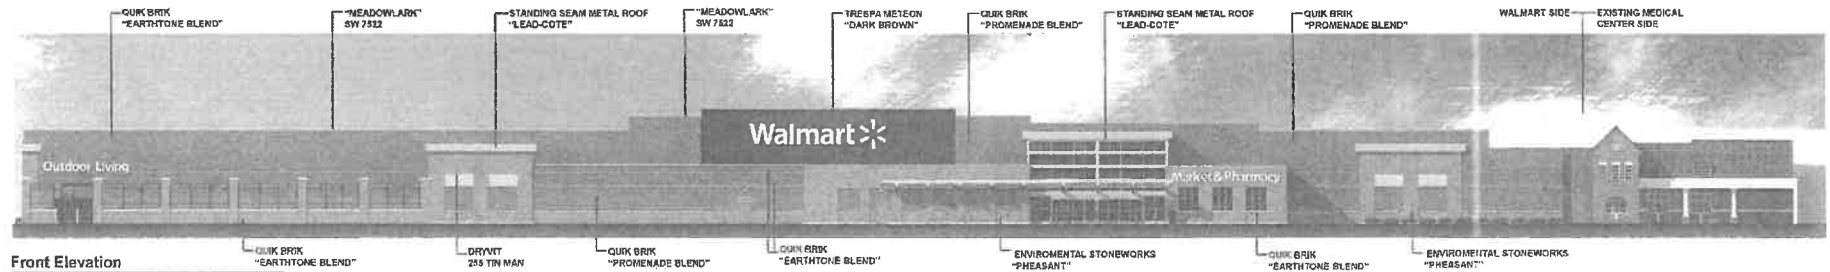 QUIK BRIK
"EARTHTONE BLEND"
"MEADOWLARK"
SW 7522
STANDING SEAM METAL ROOF
"LEAD-COTE"
"MEADOWLARK"
SW 7522
TRESPA METEON
"DARK BROWN"
QUIK BRIK
"PROMENADE BLEND"
STANDING SEAM METAL ROOF
"LEAD-COTE"
QUIK BRIK
"PROMENADE BLEND"
WALMART SIDE
EXISTING MEDICAL
CENTER SIDE
Walmart
Outdoor Living
Market & Pharmacy
QUIK BRIK
"EARTHTONE BLEND"
DRYVIT
255 TIN MAN
QUIK BRIK
"PROMENADE BLEND"
QUIK BRIK
"EARTHTONE BLEND"
ENVIROMENTAL STONEWORKS
"PHEASANT"
QUIK BRIK
"EARTHTONE BLEND"
ENVIROMENTAL STONEWORKS
"PHEASANT"
Front Elevation